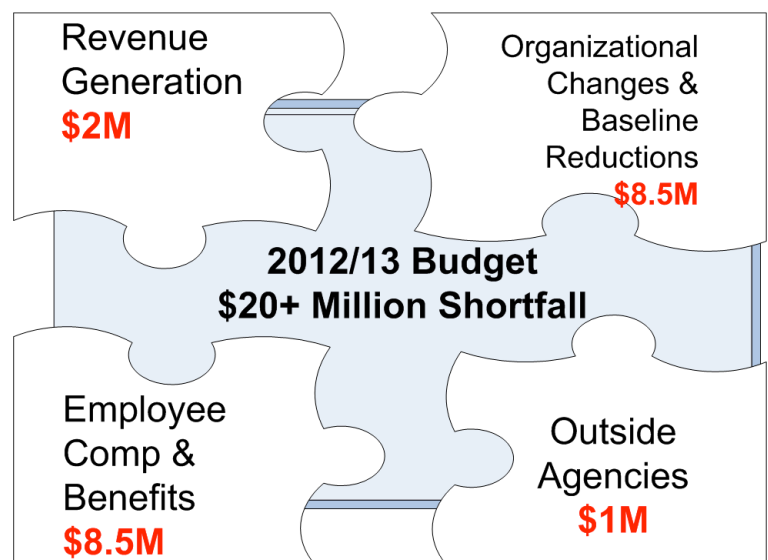 Revenue
Generation
$2M
Organizational
Changes &
Baseline
Reductions
$8.5M
2012/13 Budget
$20+ Million Shortfall
Employee
Comp &
Benefits
$8.5M
Outside
Agencies
$1M